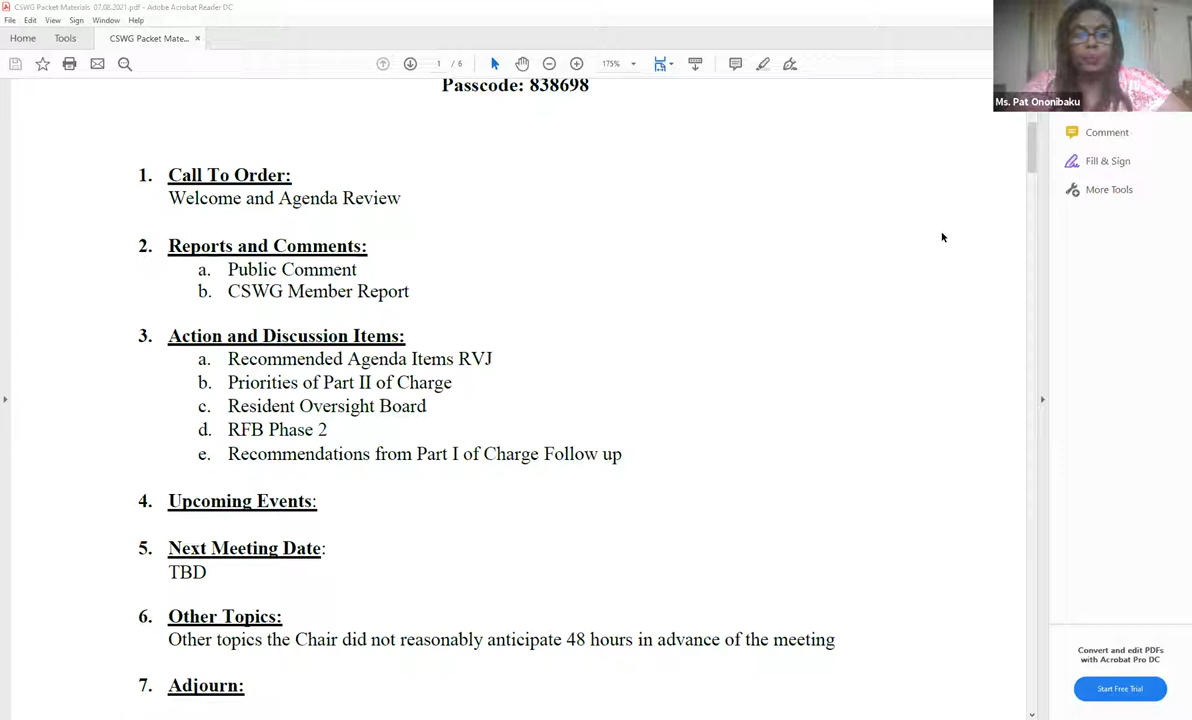 CSWG Packet Materials 07.08.2021.pdf - Adobe Acrobat Reader DC
File Edit View Sign Window Help
Home Tools CSWG Packet Mate... ×
1 / 6 175%
Passcode: 838698
Ms. Pat Ononibaku
Comment
Fill & Sign
More Tools
1. Call To Order:
Welcome and Agenda Review
2. Reports and Comments:
a. Public Comment
b. CSWG Member Report
3. Action and Discussion Items:
a. Recommended Agenda Items RVJ
b. Priorities of Part II of Charge
c. Resident Oversight Board
d. RFB Phase 2
e. Recommendations from Part I of Charge Follow up
4. Upcoming Events:
5. Next Meeting Date:
TBD
6. Other Topics:
Other topics the Chair did not reasonably anticipate 48 hours in advance of the meeting
7. Adjourn:
Convert and edit PDFs
with Acrobat Pro DC
Start Free Trial